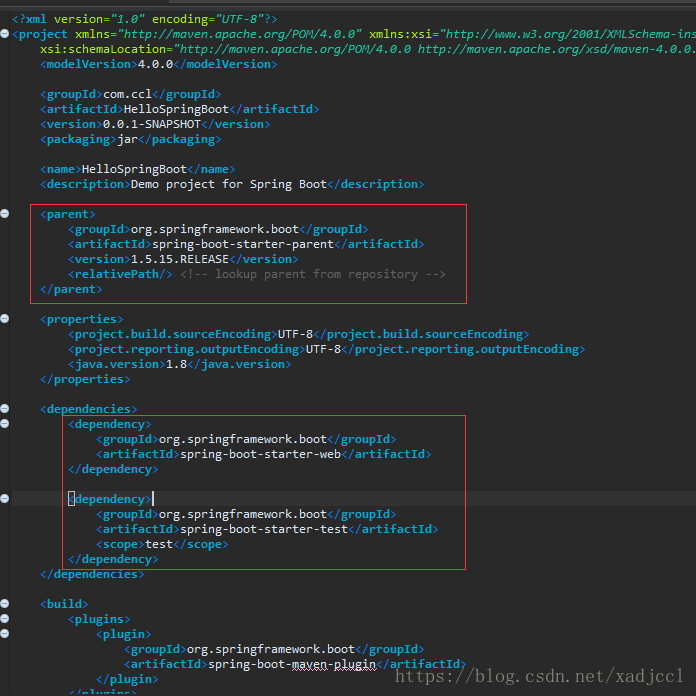 <?xml version="1.0" encoding="UTF-8"?>
<project xmlns="http://maven.apache.org/POM/4.0.0" xmlns:xsi="http://www.w3.org/2001/XMLSchema-ins
xsi:schemaLocation="http://maven.apache.org/POM/4.0.0 http://maven.apache.org/xsd/maven-4.0.0.
<modelVersion>4.0.0</modelVersion>
<groupId>com.ccl</groupId>
<artifactId>HelloSpringBoot</artifactId>
<version>0.0.1-SNAPSHOT</version>
<packaging>jar</packaging>
<name>HelloSpringBoot</name>
<description>Demo project for Spring Boot</description>
<parent>
<groupId>org.springframework.boot</groupId>
<artifactId>spring-boot-starter-parent</artifactId>
<version>1.5.15.RELEASE</version>
<relativePath/> <!-- lookup parent from repository -->
</parent>
<properties>
<project.build.sourceEncoding>UTF-8</project.build.sourceEncoding>
<project.reporting.outputEncoding>UTF-8</project.reporting.outputEncoding>
<java.version>1.8</java.version>
</properties>
<dependencies>
<dependency>
<groupId>org.springframework.boot</groupId>
<artifactId>spring-boot-starter-web</artifactId>
</dependency>
<dependency>
<groupId>org.springframework.boot</groupId>
<artifactId>spring-boot-starter-test</artifactId>
<scope>test</scope>
</dependency>
</dependencies>
<build>
<plugins>
<plugin>
<groupId>org.springframework.boot</groupId>
<artifactId>spring-boot-maven-plugin</artifactId>
</plugin>
</plugins>
https://blog.csdn.net/xadjccl